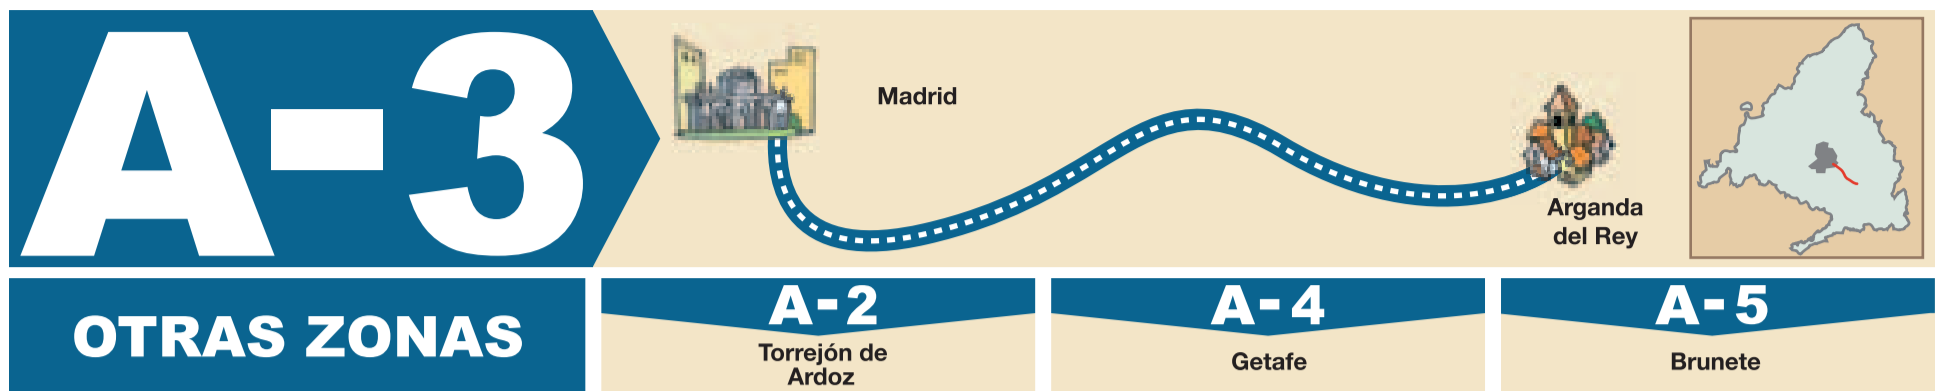 A-3
Madrid
Arganda
del Rey
OTRAS ZONAS
A-2
Torrejón de
Ardoz
A-4
Getafe
A-5
Brunete